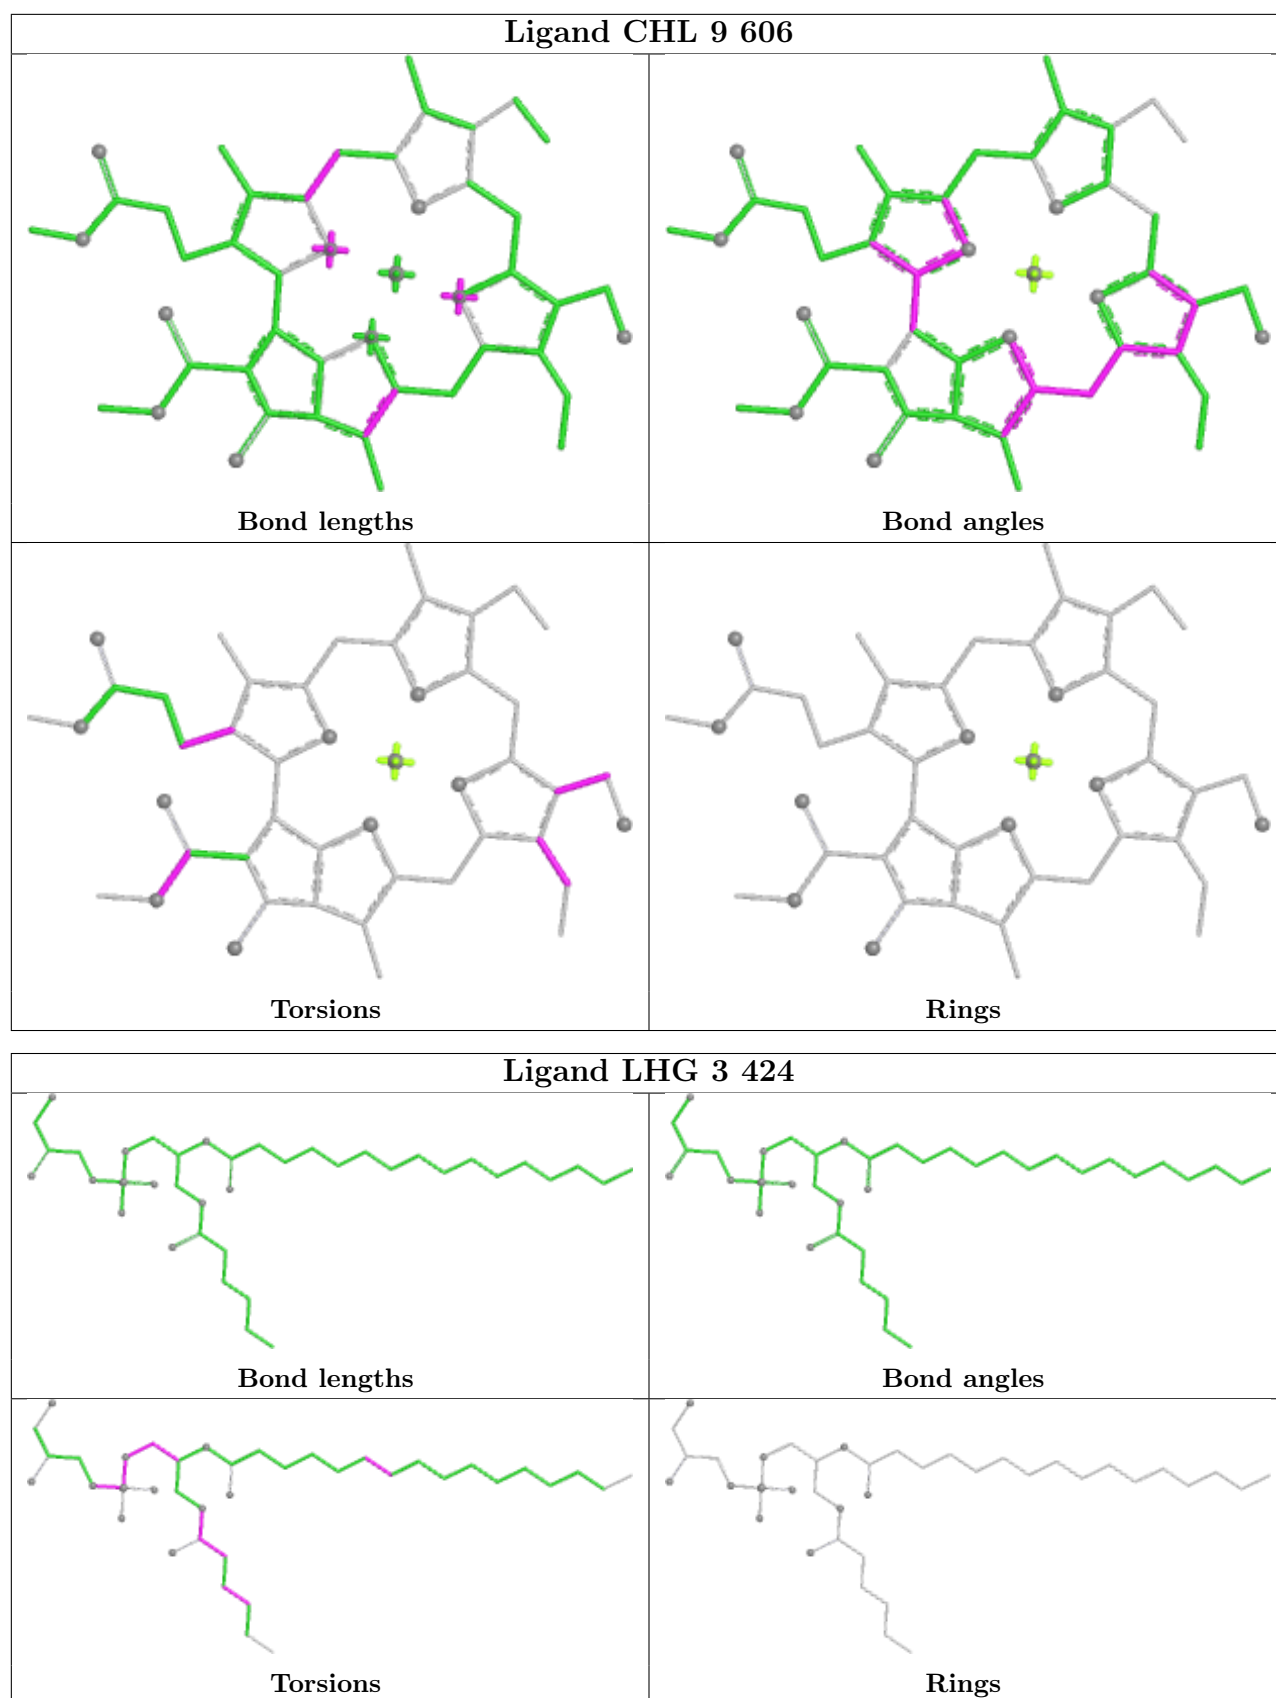 Ligand CHL 9 606
Bond lengths
Bond angles
Torsions
Rings
Ligand LHG 3 424
Bond lengths
Bond angles
Torsions
Rings